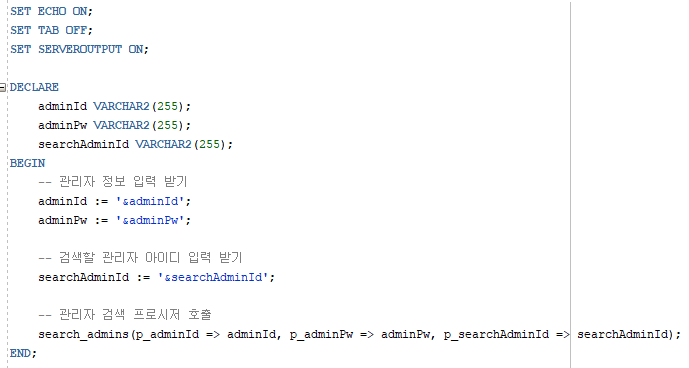 SET ECHO ON;
SET TAB OFF;
SET SERVEROUTPUT ON;
DECLARE
adminId VARCHAR2(255);
adminPw VARCHAR2(255);
searchAdminId VARCHAR2(255);
BEGIN
-- 관리자 정보 입력 받기
adminId := '&adminId';
adminPw := '&adminPw';
-- 검색할 관리자 아이디 입력 받기
searchAdminId := '&searchAdminId';
-- 관리자 검색 프로시저 호출
search_admins(p_adminId => adminId, p_adminPw => adminPw, p_searchAdminId => searchAdminId);
END;